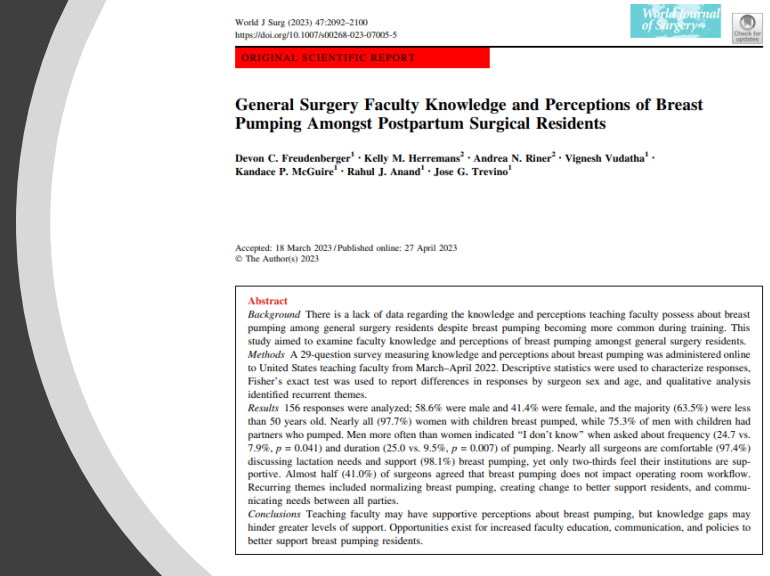 World J Surg (2023) 47:2092–2100
https://doi.org/10.1007/s00268-023-07005-5
World Journal
of Surgery
Check for
updates
ORIGINAL SCIENTIFIC REPORT
General Surgery Faculty Knowledge and Perceptions of Breast
Pumping Amongst Postpartum Surgical Residents
Devon C. Freudenberger1 · Kelly M. Herremans2 · Andrea N. Riner2 · Vignesh Vudatha1 ·
Kandace P. McGuire1 · Rahul J. Anand1 · Jose G. Trevino1
Accepted: 18 March 2023 / Published online: 27 April 2023
© The Author(s) 2023
Abstract
Background There is a lack of data regarding the knowledge and perceptions teaching faculty possess about breast
pumping among general surgery residents despite breast pumping becoming more common during training. This
study aimed to examine faculty knowledge and perceptions of breast pumping amongst general surgery residents.
Methods A 29-question survey measuring knowledge and perceptions about breast pumping was administered online
to United States teaching faculty from March–April 2022. Descriptive statistics were used to characterize responses,
Fisher's exact test was used to report differences in responses by surgeon sex and age, and qualitative analysis
identified recurrent themes.
Results 156 responses were analyzed; 58.6% were male and 41.4% were female, and the majority (63.5%) were less
than 50 years old. Nearly all (97.7%) women with children breast pumped, while 75.3% of men with children had
partners who pumped. Men more often than women indicated “I don't know” when asked about frequency (24.7 vs.
7.9%, p = 0.041) and duration (25.0 vs. 9.5%, p = 0.007) of pumping. Nearly all surgeons are comfortable (97.4%)
discussing lactation needs and support (98.1%) breast pumping, yet only two-thirds feel their institutions are sup-
portive. Almost half (41.0%) of surgeons agreed that breast pumping does not impact operating room workflow.
Recurring themes included normalizing breast pumping, creating change to better support residents, and commu-
nicating needs between all parties.
Conclusions Teaching faculty may have supportive perceptions about breast pumping, but knowledge gaps may
hinder greater levels of support. Opportunities exist for increased faculty education, communication, and policies to
better support breast pumping residents.